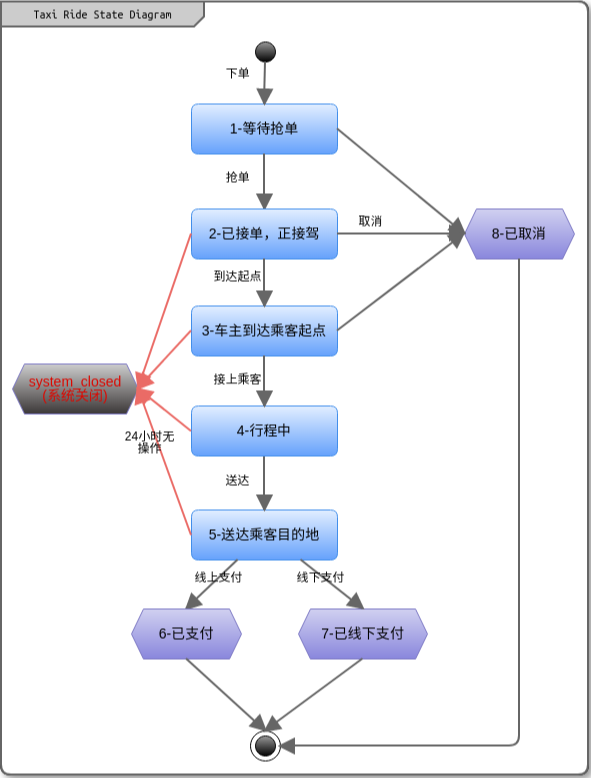 Taxi Ride State Diagram
下单
1-等待抢单
抢单
2-已接单，正接驾
取消
8-已取消
到达起点
3-车主到达乘客起点
接上乘客
system_closed
(系统关闭)
4-行程中
24小时无
操作
送达
5-送达乘客目的地
线上支付
线下支付
6-已支付
7-已线下支付